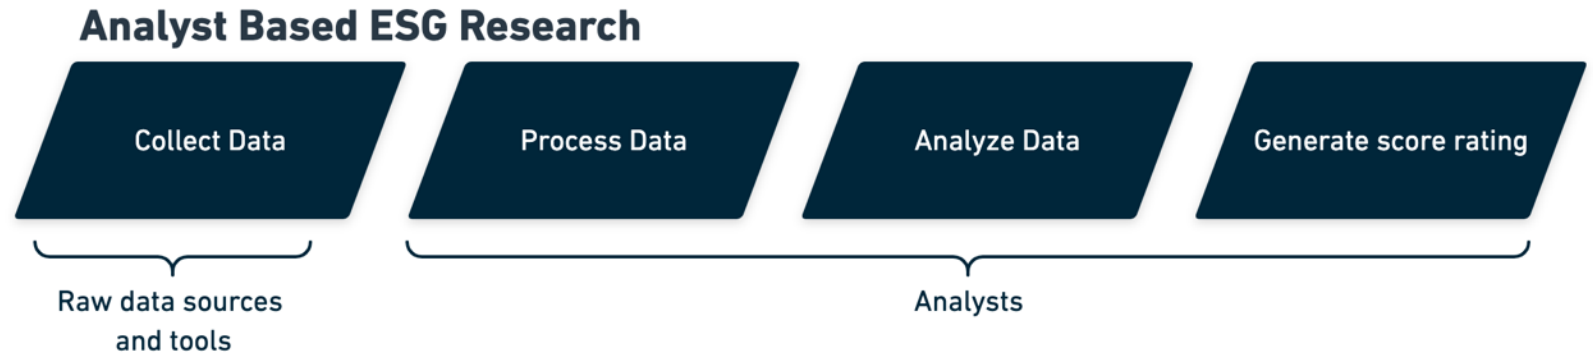 Analyst Based ESG Research
Collect Data
Process Data
Analyze Data
Generate score rating
Raw data sources
and tools
Analysts